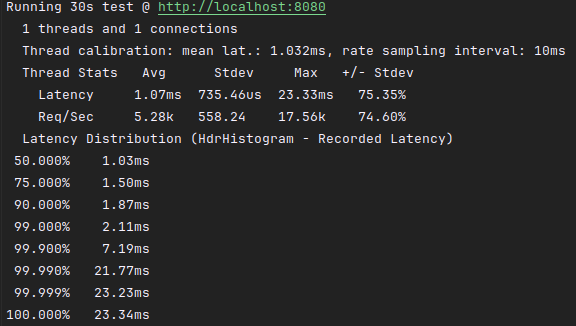 Running 30s test @ http://localhost:8080
1 threads and 1 connections
Thread calibration: mean lat.: 1.032ms, rate sampling interval: 10ms
Thread Stats   Avg      Stdev     Max   +/- Stdev
Latency     1.07ms  735.46us  23.33ms   75.35%
Req/Sec     5.28k   558.24    17.56k    74.60%
Latency Distribution (HdrHistogram - Recorded Latency)
50.000%    1.03ms
75.000%    1.50ms
90.000%    1.87ms
99.000%    2.11ms
99.900%    7.19ms
99.990%   21.77ms
99.999%   23.23ms
100.000%   23.34ms